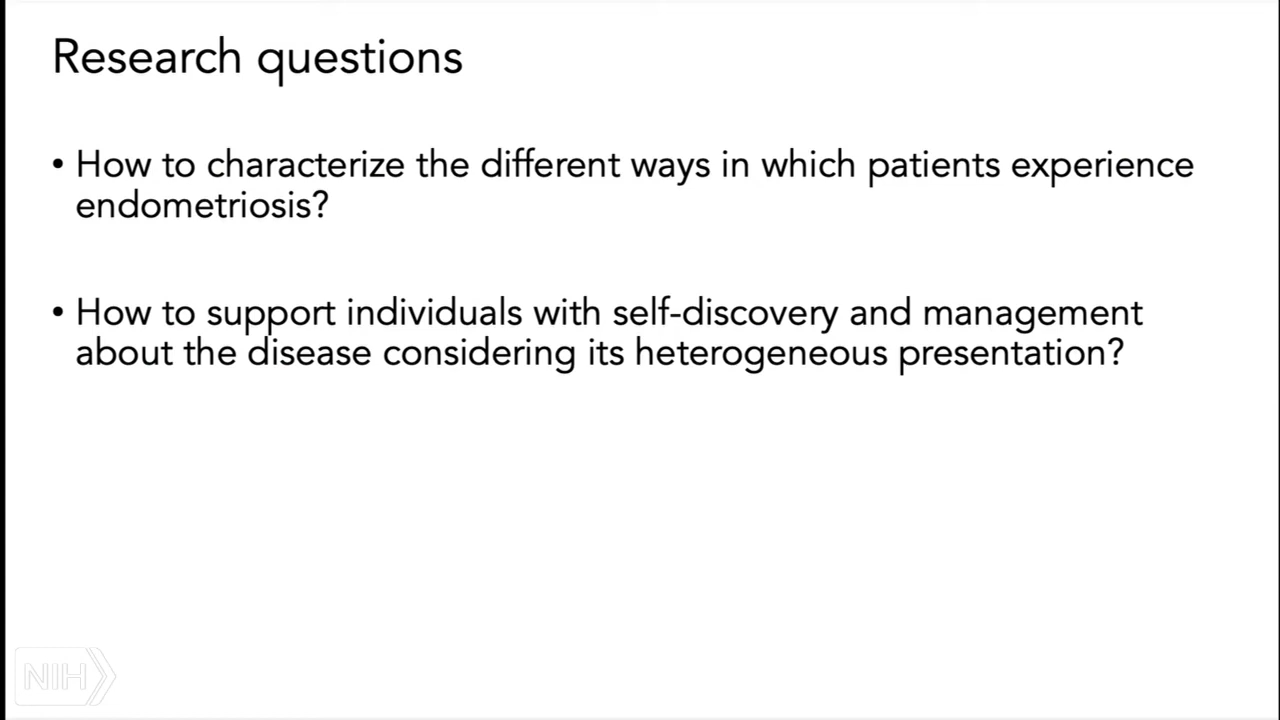 Research questions
• How to characterize the different ways in which patients experience
endometriosis?
• How to support individuals with self-discovery and management
about the disease considering its heterogeneous presentation?
NIH